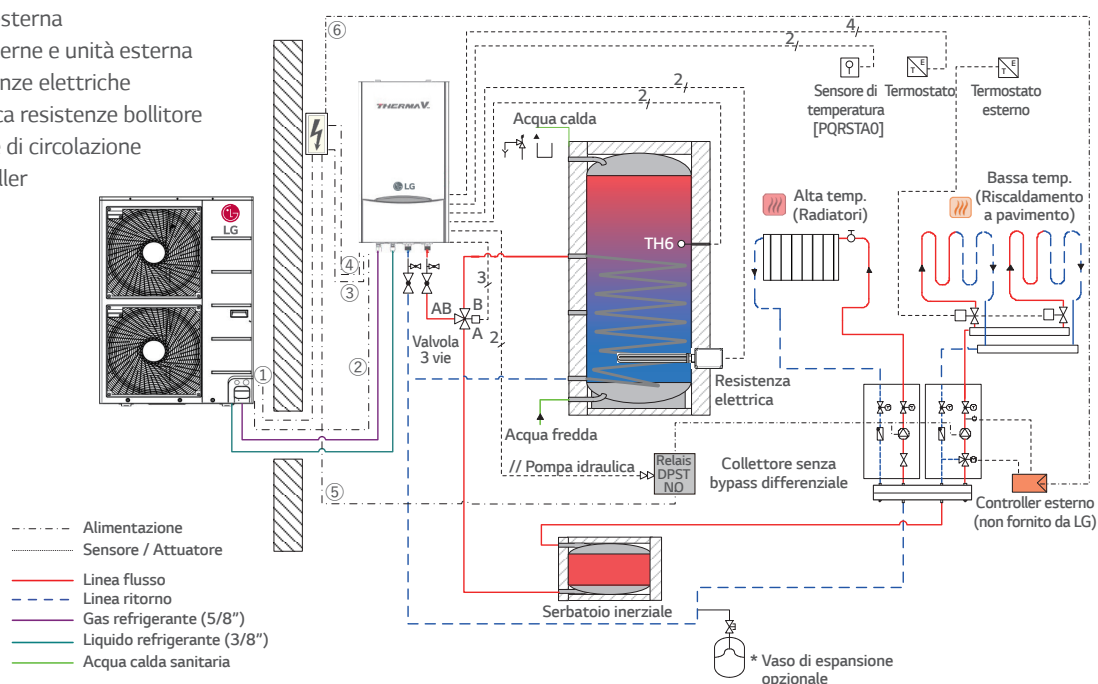 esterna
erne e unità esterna
nze elettriche
ca resistenze bollitore
e di circolazione
ller
⑥
4
2
2
2
THERMA V.
LG
LG
Acqua calda
Sensore di
temperatura
[PQRSTA0]
T E
Termostato
T E
Termostato
esterno
Alta temp.
(Radiatori)
Bassa temp.
(Riscaldamento
a pavimento)
TH6
④
③
3
AB
B
A
2
Valvola
3 vie
②
①
Resistenza
elettrica
Acqua fredda
// Pompa idraulica
Relais
DPST
NO
Collettore senza
bypass differenziale
Controller esterno
(non fornito da LG)
⑤
Serbatoio inerziale
* Vaso di espansione
opzionale
Alimentazione
Sensore / Attuatore
Linea flusso
Linea ritorno
Gas refrigerante (5/8”)
Liquido refrigerante (3/8”)
Acqua calda sanitaria